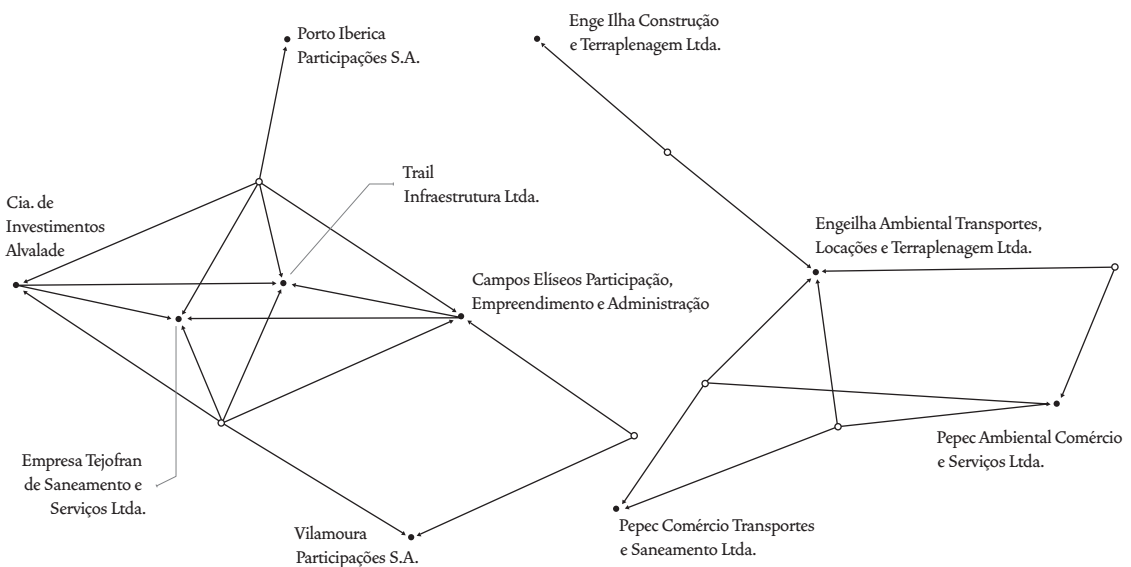 Porto Iberica
Participações S.A.
Enge Ilha Construção
e Terraplenagem Ltda.
Trail
Infraestrutura Ltda.
Cia. de
Investimentos
Alvalade
Engeilha Ambiental Transportes,
Locações e Terraplenagem Ltda.
Campos Elíseos Participação,
Empreendimento e Administração
Empresa Tejofran
de Saneamento e
Serviços Ltda.
Pepec Ambiental Comércio
e Serviços Ltda.
Vilamoura
Participações S.A.
Pepec Comércio Transportes
e Saneamento Ltda.